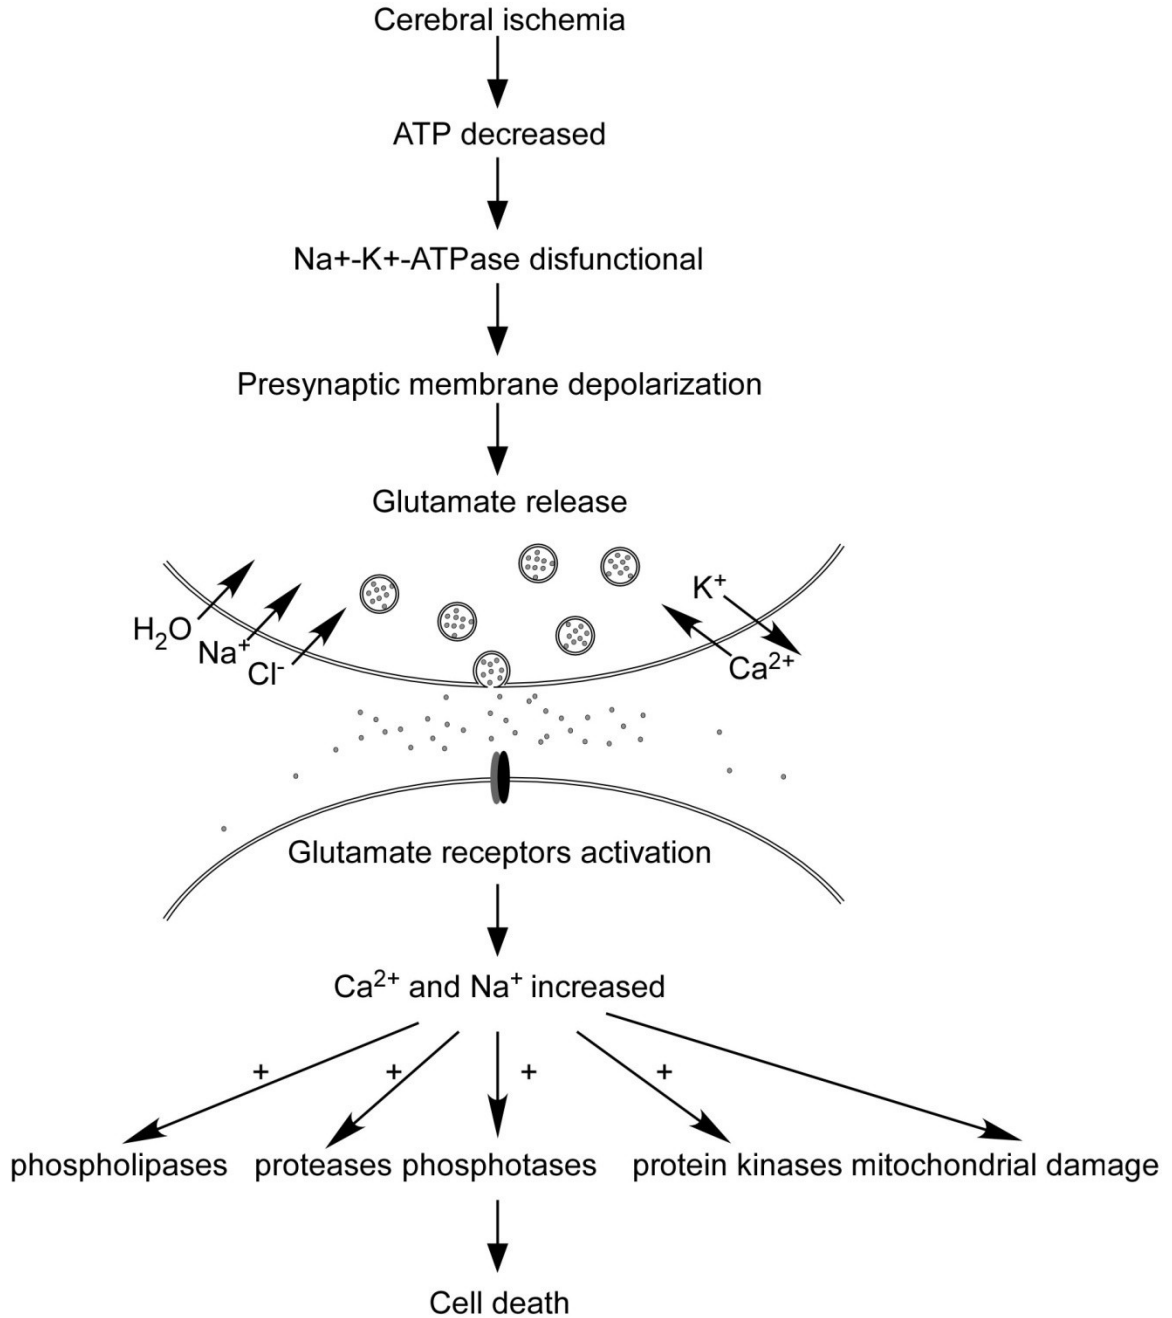 Cerebral ischemia
ATP decreased
Na+-K+-ATPase disfunctional
Presynaptic membrane depolarization
Glutamate release
H₂O
Na⁺
Cl⁻
K⁺
Ca²⁺
Glutamate receptors activation
Ca²⁺ and Na⁺ increased
+ + + +
phospholipases proteases phosphotases protein kinases mitochondrial damage
Cell death